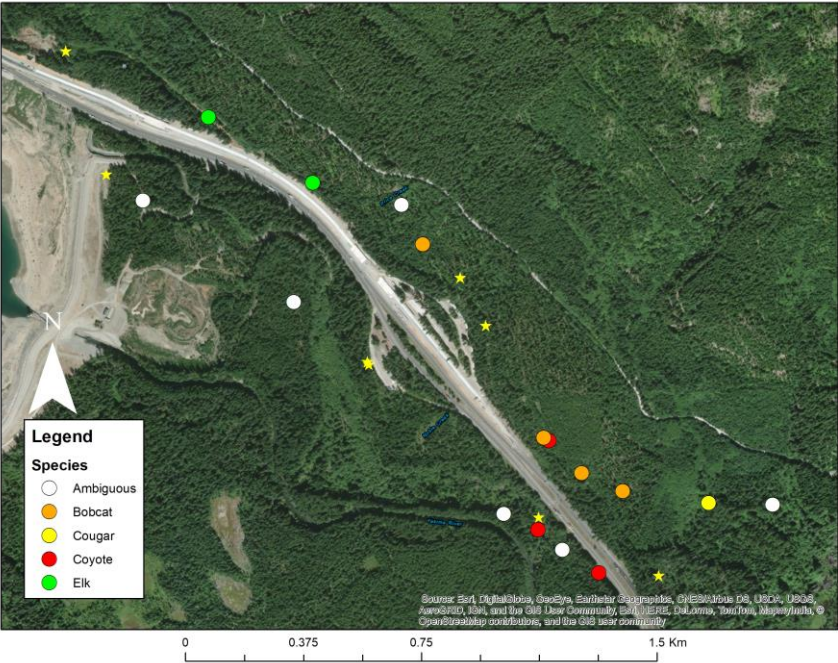 N
Legend
Species
Ambiguous
Bobcat
Cougar
Coyote
Elk
Source: Esri, DigitalGlobe, GeoEye, Earthstar Geographics, CNES/Airbus DS, USDA, USGS,
AeroGRID, IGN, and the GIS User Community, Esri, HERE, DeLorme, TomTom, MapmyIndia, ©
OpenStreetMap contributors, and the GIS user community
0 0.375 0.75 1.5 Km